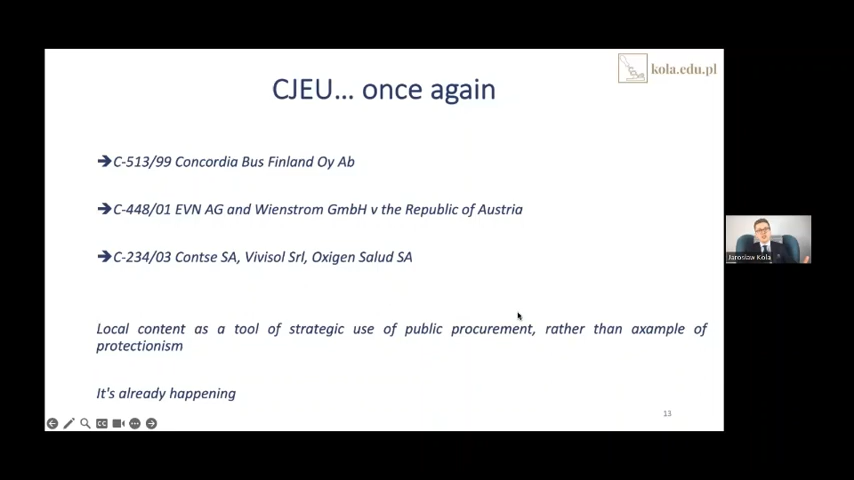 CJEU... once again
kola.edu.pl
➔C-513/99 Concordia Bus Finland Oy Ab
➔C-448/01 EVN AG and Wienstrom GmbH v the Republic of Austria
➔C-234/03 Contse SA, Vivisol Srl, Oxigen Salud SA
Local content as a tool of strategic use of public procurement, rather than axample of
protectionism
It's already happening
13
CC
Jarosław Kola